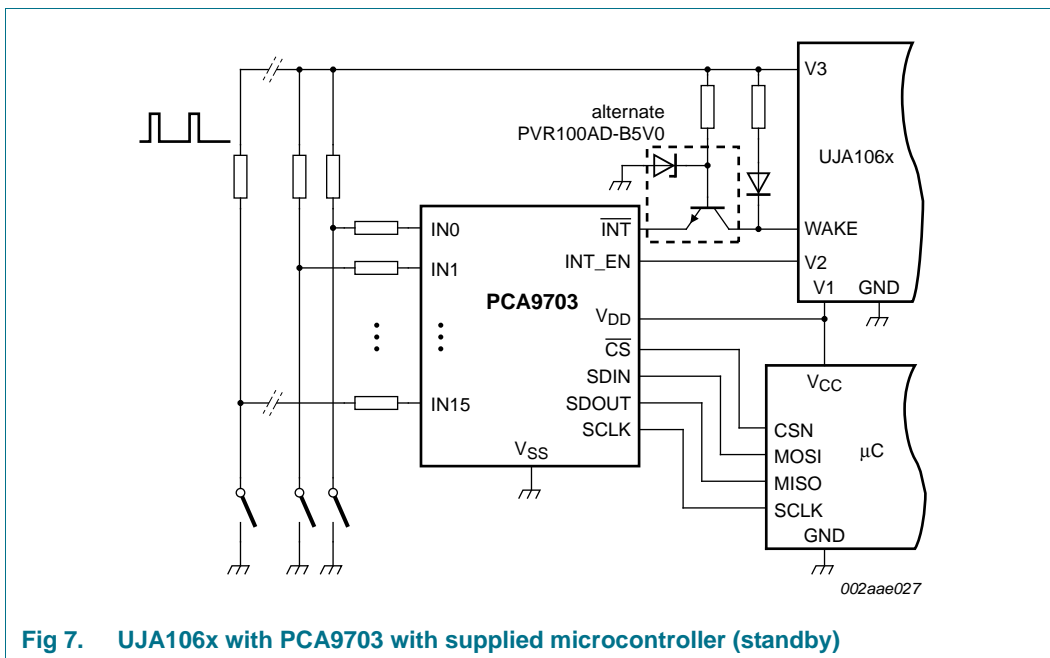 V3
alternate
PVR100AD-B5V0
UJA106x
IN0
INT
WAKE
IN1
INT_EN
V2
V1
GND
PCA9703
VDD
CS
VCC
SDIN
IN15
SDOUT
CSN
SCLK
μC
MOSI
VSS
MISO
SCLK
GND
002aae027
Fig 7. UJA106x with PCA9703 with supplied microcontroller (standby)